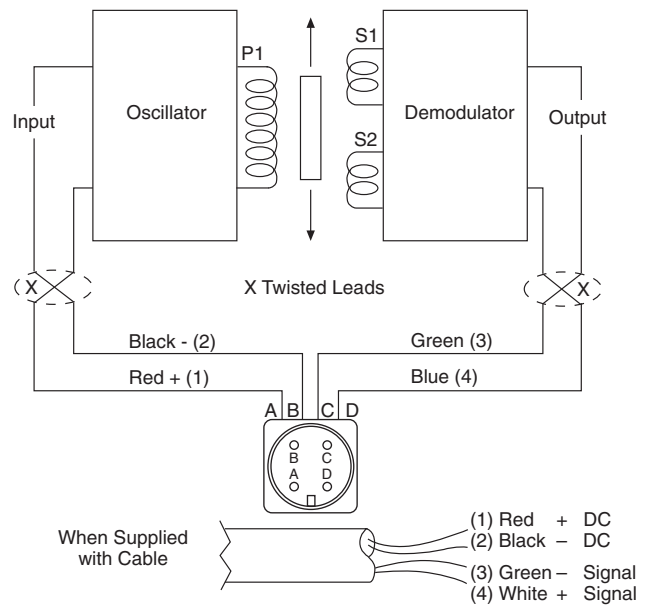 P1
S1
Oscillator
Demodulator
Input
Output
S2
X
X Twisted Leads
X
Black - (2)
Green (3)
Red + (1)
Blue (4)
A B C D
B C
A D
When Supplied
with Cable
(1) Red + DC
(2) Black – DC
(3) Green – Signal
(4) White + Signal